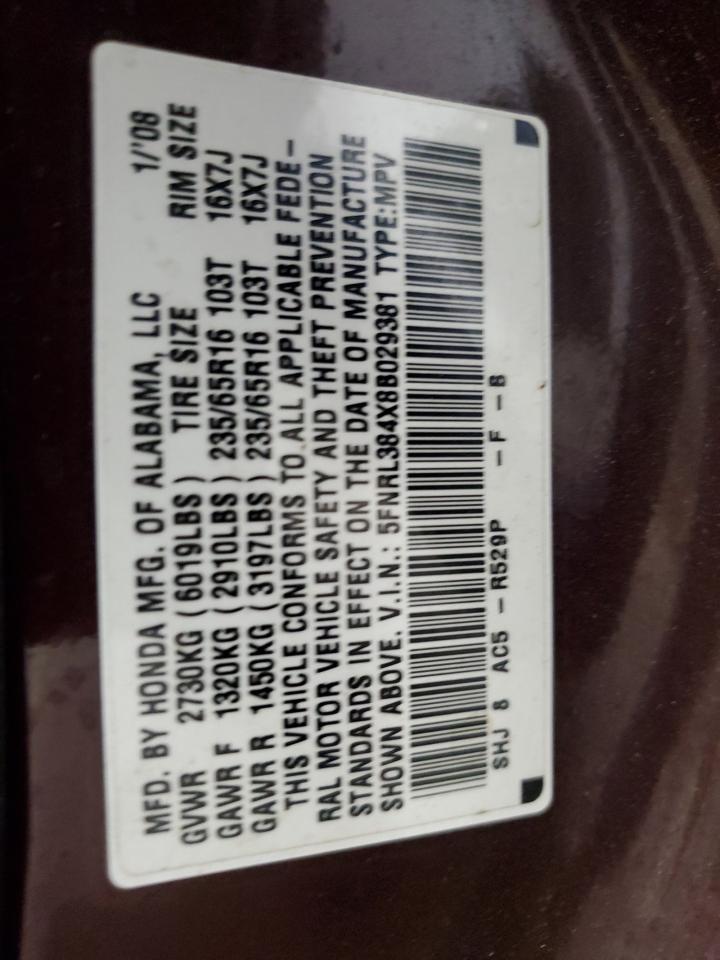 MFD. BY HONDA MFG. OF ALABAMA, LLC 1/'08
GVWR 2730KG (6019LBS) TIRE SIZE RIM SIZE
GAWR F 1320KG (2910LBS) 235/65R16 103T 16X7J
GAWR R 1450KG (3197LBS) 235/65R16 103T 16X7J
THIS VEHICLE CONFORMS TO ALL APPLICABLE FEDE-
RAL MOTOR VEHICLE SAFETY AND THEFT PREVENTION
STANDARDS IN EFFECT ON THE DATE OF MANUFACTURE
SHOWN ABOVE. V.I.N.: 5FNRL384X8B029381 TYPE:MPV
SHJ 8 AC5 - R529P - F - B